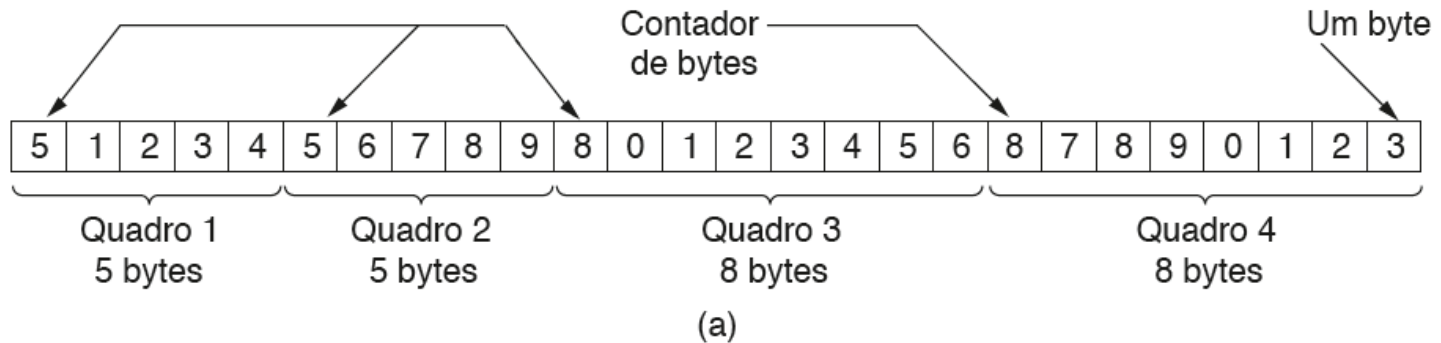 Contador
de bytes
Um byte
5 1 2 3 4 5 6 7 8 9 8 0 1 2 3 4 5 6 8 7 8 9 0 1 2 3
Quadro 1
5 bytes
Quadro 2
5 bytes
Quadro 3
8 bytes
Quadro 4
8 bytes
(a)